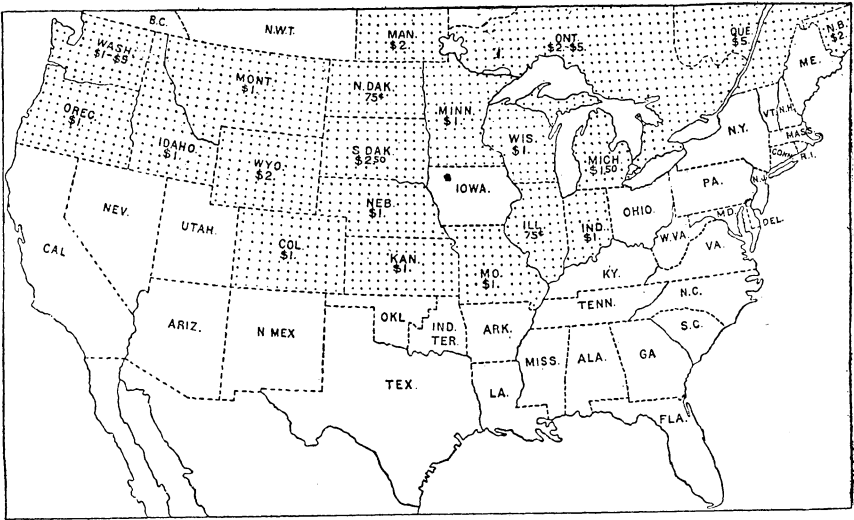 B.C.
N.W.T.
MAN.
$2.
ONT.
$2.-$5.
QUE.
$5.
N.B.
$2.
WASH.
$1-$5
MONT.
$1.
N.DAK.
75¢
MINN.
$1.
ME.
OREG.
$1.
IDAHO.
$1.
WYO.
$2.
S.DAK.
$2.50
WIS.
$1.
MICH.
$1.50
N.Y.
VT.
N.H.
MASS.
CONN.
R.I.
IOWA.
NEB.
$1.
ILL.
75¢
IND.
$1.
OHIO.
PA.
N.J.
MD.
DEL.
CAL
NEV.
UTAH.
COL.
$1.
KAN.
$1.
MO.
$1.
KY.
W.VA.
VA.
ARIZ.
N MEX
OKL.
IND.
TER.
ARK.
TENN.
N.C.
S.C.
TEX.
LA.
MISS.
ALA.
GA
FLA.